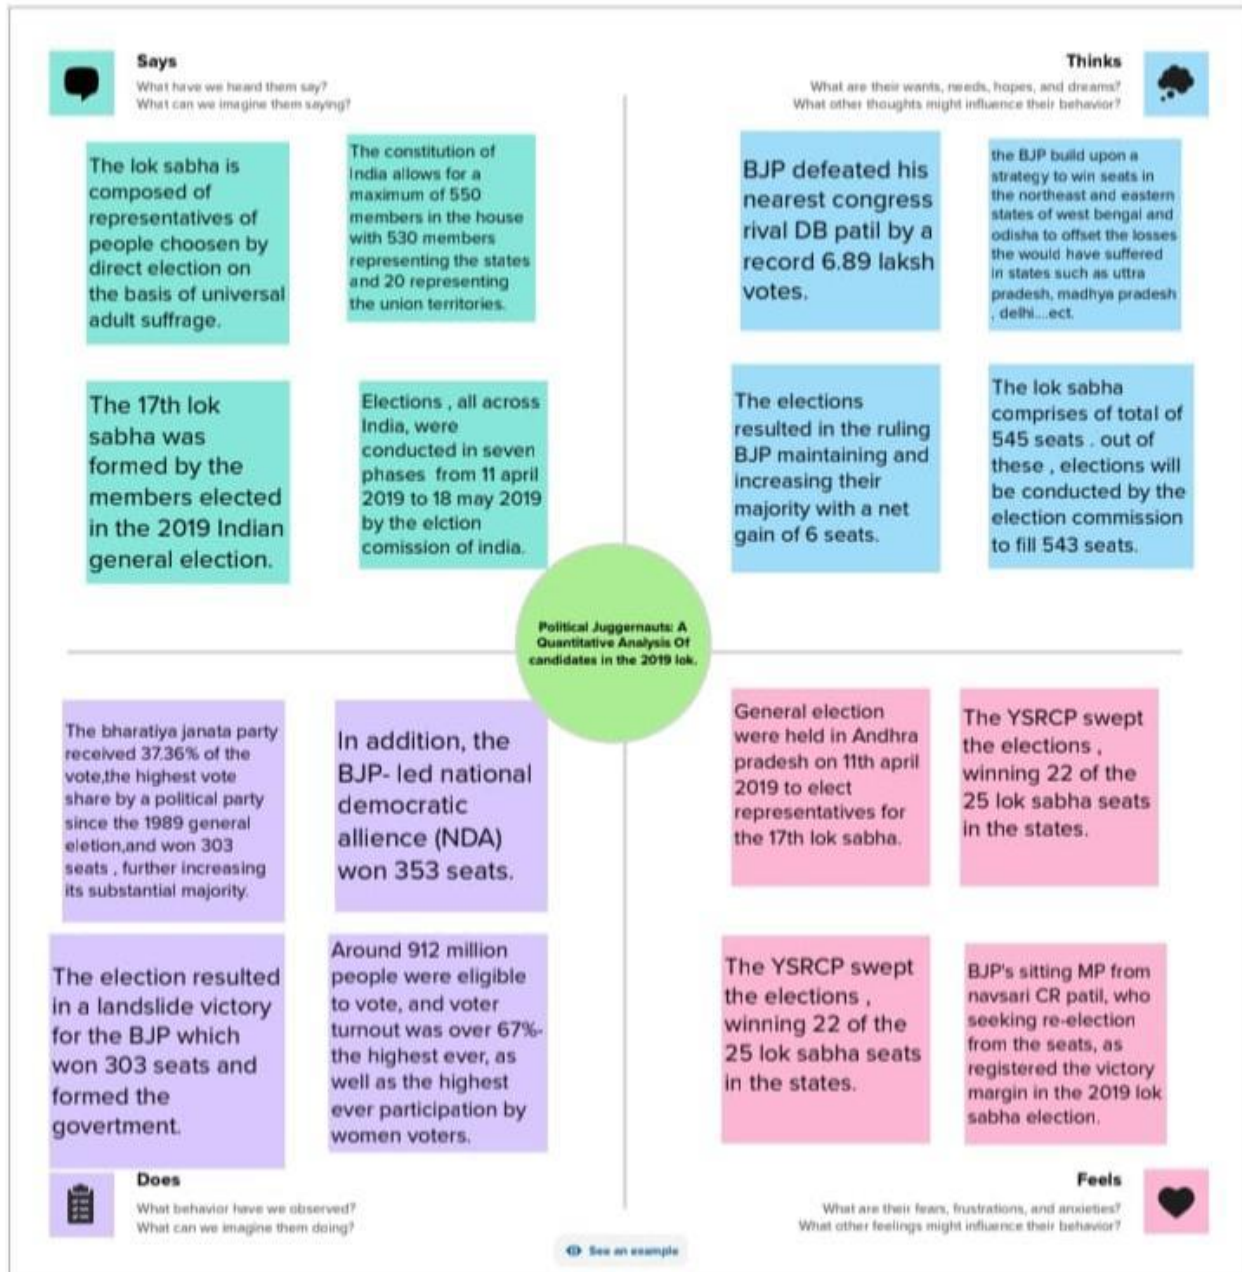 Says
What have we heard them say?
What can we imagine them saying?
The lok sabha is
composed of
representatives of
people choosen by
direct election on
the basis of universal
adult suffrage.
The constitution of
India allows for a
maximum of 550
members in the house
with 530 members
representing the states
and 20 representing
the union territories.
The 17th lok
sabha was
formed by the
members elected
in the 2019 Indian
general election.
Elections , all across
India, were
conducted in seven
phases from 11 april
2019 to 18 may 2019
by the elction
comission of india.
Thinks
What are their wants, needs, hopes, and dreams?
What other thoughts might influence their behavior?
BJP defeated his
nearest congress
rival DB patil by a
record 6.89 laksh
votes.
the BJP build upon a
strategy to win seats in
the northeast and eastern
states of west bengal and
odisha to offset the losses
the would have suffered
in states such as uttra
pradesh, madhya pradesh
, delhi....ect.
The elections
resulted in the ruling
BJP maintaining and
increasing their
majority with a net
gain of 6 seats.
The lok sabha
comprises of total of
545 seats . out of
these , elections will
be conducted by the
election commission
to fill 543 seats.
Political Juggernauts: A
Quantitative Analysis Of
candidates in the 2019 lok.
The bharatiya janata party
received 37.36% of the
vote,the highest vote
share by a political party
since the 1989 general
eletion,and won 303
seats , further increasing
its substantial majority.
In addition, the
BJP- led national
democratic
allience (NDA)
won 353 seats.
The election resulted
in a landslide victory
for the BJP which
won 303 seats and
formed the
govertment.
Around 912 million
people were eligible
to vote, and voter
turnout was over 67%-
the highest ever, as
well as the highest
ever participation by
women voters.
Does
What behavior have we observed?
What can we imagine them doing?
General election
were held in Andhra
pradesh on 11th april
2019 to elect
representatives for
the 17th lok sabha.
The YSRCP swept
the elections ,
winning 22 of the
25 lok sabha seats
in the states.
The YSRCP swept
the elections ,
winning 22 of the
25 lok sabha seats
in the states.
BJP's sitting MP from
navsari CR patil, who
seeking re-election
from the seats, as
registered the victory
margin in the 2019 lok
sabha election.
Feels
What are their fears, frustrations, and anxieties?
What other feelings might influence their behavior?
See an example